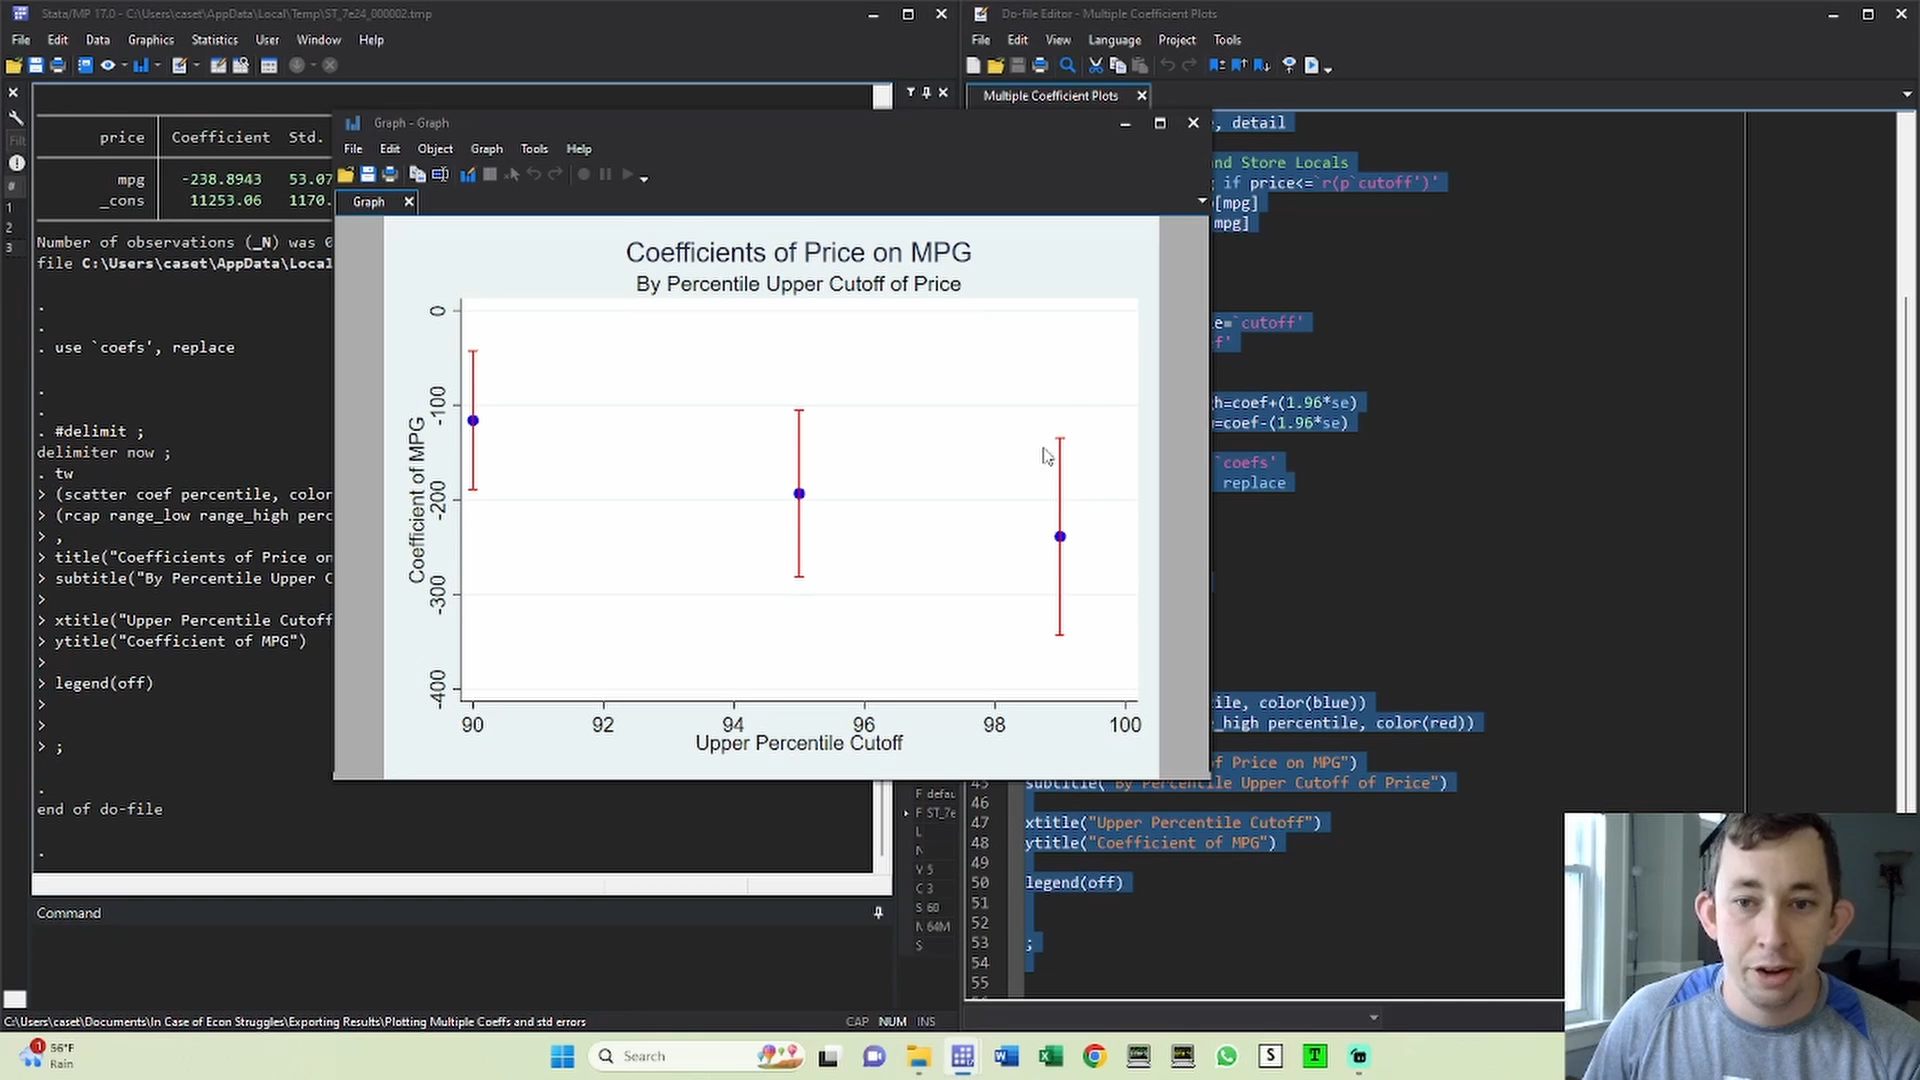 Stata/MP 17.0 - C:\Users\caset\AppData\Local\Temp\ST_7e24_000002.tmp
File Edit Data Graphics Statistics User Window Help
price Coefficient Std.
mpg -238.8943 53.07
_cons 11253.06 1170.
Number of observations (_N) was 0
file C:\Users\caset\AppData\Local
.
.
. use `coefs', replace
.
.
. #delimit ;
delimiter now ;
. tw
> (scatter coef percentile, color
> (rcap range_low range_high perc
> ,
> title("Coefficients of Price on
> subtitle("By Percentile Upper C
>
> xtitle("Upper Percentile Cutoff
> ytitle("Coefficient of MPG")
>
> legend(off)
>
>
> ;
.
end of do-file
.
1
2
3
Command
C:\Users\caset\Documents\In Case of Econ Struggles\Exporting Results\Plotting Multiple Coeffs and std errors
CAP NUM INS
Graph - Graph
File Edit Object Graph Tools Help
Graph
Coefficients of Price on MPG
By Percentile Upper Cutoff of Price
Coefficient of MPG
0
-100
-200
-300
-400
90 92 94 96 98 100
Upper Percentile Cutoff
F defau
F ST_7e
L
N
V 5
C 3
S 60
M 64M
S
Do-file Editor - Multiple Coefficient Plots
File Edit View Language Project Tools
Multiple Coefficient Plots
, detail
nd Store Locals
if price<=`r(p`cutoff')'
[mpg]
mpg]
e=`cutoff'
f'
h=coef+(1.96*se)
=coef-(1.96*se)
`coefs'
replace
ile, color(blue))
_high percentile, color(red))
f Price on MPG")
45 subtitle("By Percentile Upper Cutoff of Price")
46
47 xtitle("Upper Percentile Cutoff")
48 ytitle("Coefficient of MPG")
49
50 legend(off)
51
52
53 ;
54
55
1
56°F
Rain
Search
S
T